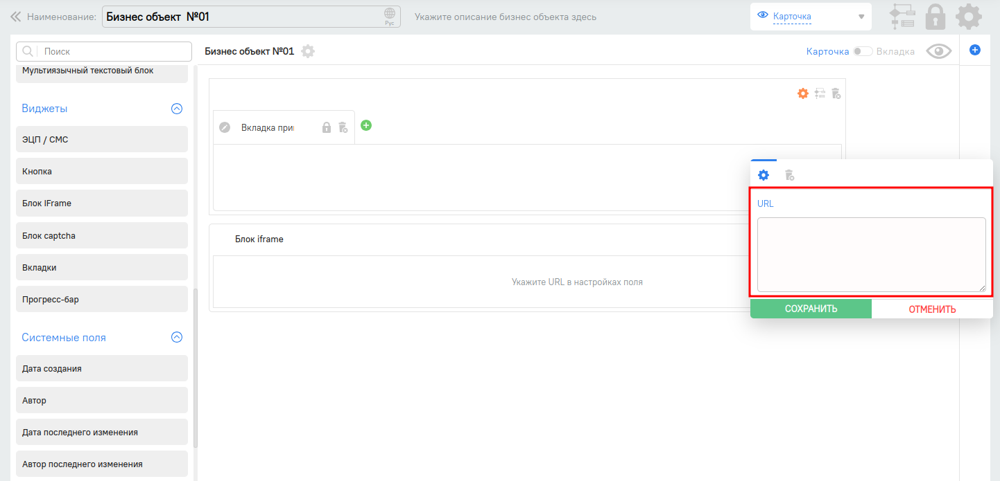 Наименование:
Бизнес объект №01
Рус
Укажите описание бизнес объекта здесь
Карточка
Поиск
Мультиязычный текстовый блок
Виджеты
ЭЦП / СМС
Кнопка
Блок IFrame
Блок captcha
Вкладки
Прогресс-бар
Системные поля
Дата создания
Автор
Дата последнего изменения
Автор последнего изменения
Бизнес объект №01
Карточка
Вкладка
Вкладка при
Блок iframe
Укажите URL в настройках поля
URL
СОХРАНИТЬ
ОТМЕНИТЬ